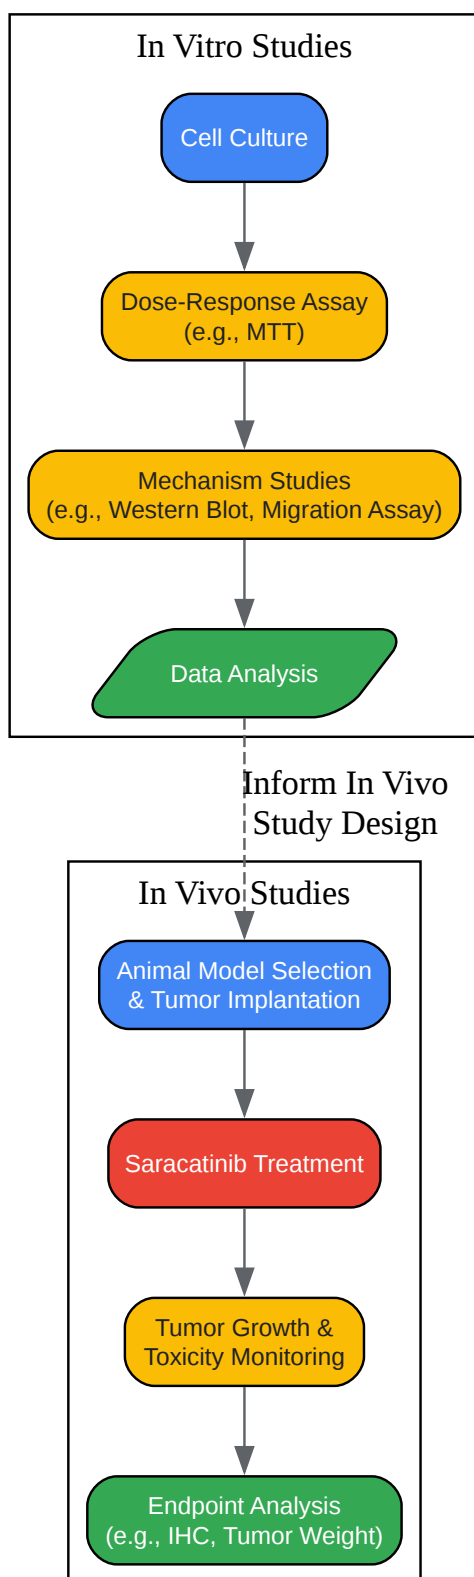 In Vitro Studies
Cell Culture
Dose-Response Assay
(e.g., MTT)
Mechanism Studies
(e.g., Western Blot, Migration Assay)
Data Analysis
Inform In Vivo
Study Design
In Vivo Studies
Animal Model Selection
& Tumor Implantation
Saracatinib Treatment
Tumor Growth &
Toxicity Monitoring
Endpoint Analysis
(e.g., IHC, Tumor Weight)